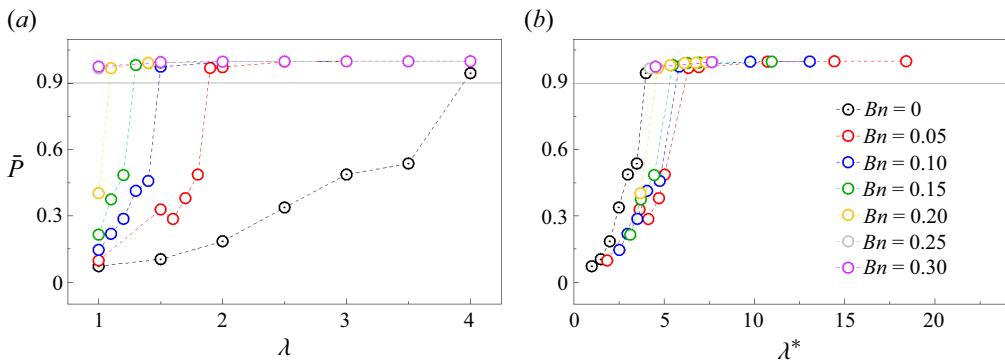 (a)
(b)
P̄
0.9
0.6
0.3
0
1
2
3
4
λ
0.9
0.6
0.3
0
0
5
10
15
20
λ*
Bn = 0
Bn = 0.05
Bn = 0.10
Bn = 0.15
Bn = 0.20
Bn = 0.25
Bn = 0.30